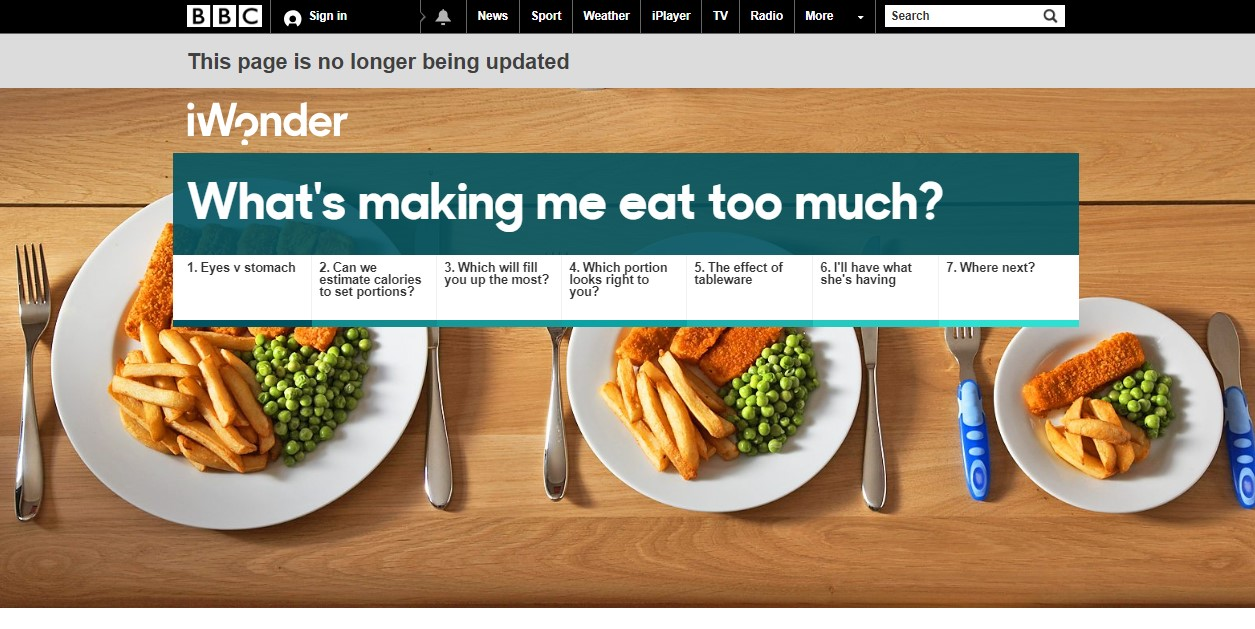 BBC
Sign in
News
Sport
Weather
iPlayer
TV
Radio
More
Search
This page is no longer being updated
iWonder
What's making me eat too much?
1. Eyes v stomach
2. Can we
estimate calories
to set portions?
3. Which will fill
you up the most?
4. Which portion
looks right to
you?
5. The effect of
tableware
6. I'll have what
she's having
7. Where next?